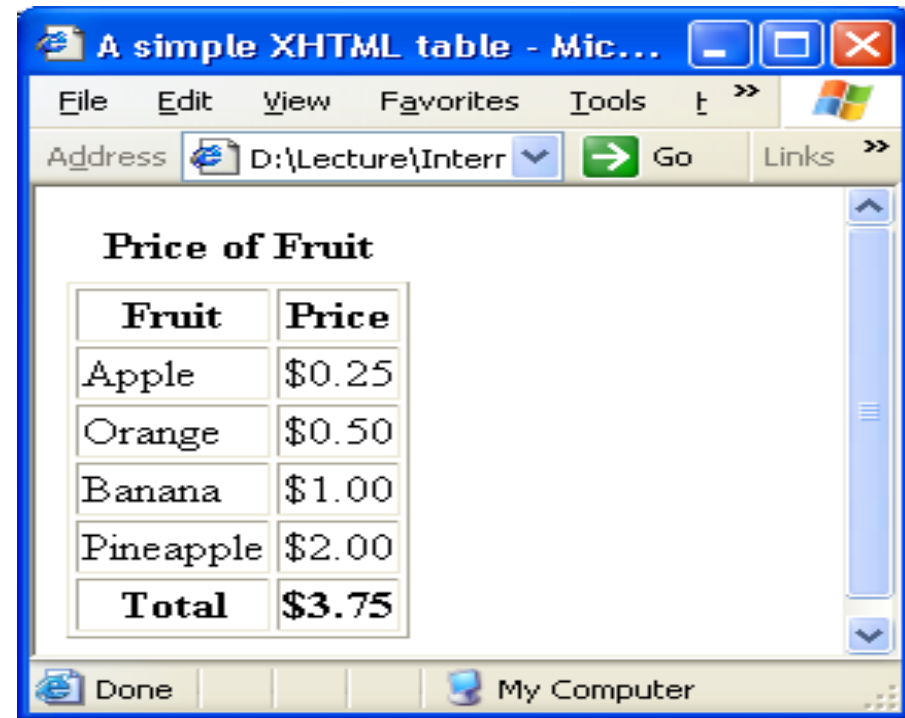 A simple XHTML table - Mic...
File Edit View Favorites Tools »
Address D:\Lecture\Interr Go Links »
Price of Fruit
Fruit Price
Apple $0.25
Orange $0.50
Banana $1.00
Pineapple $2.00
Total $3.75
Done My Computer